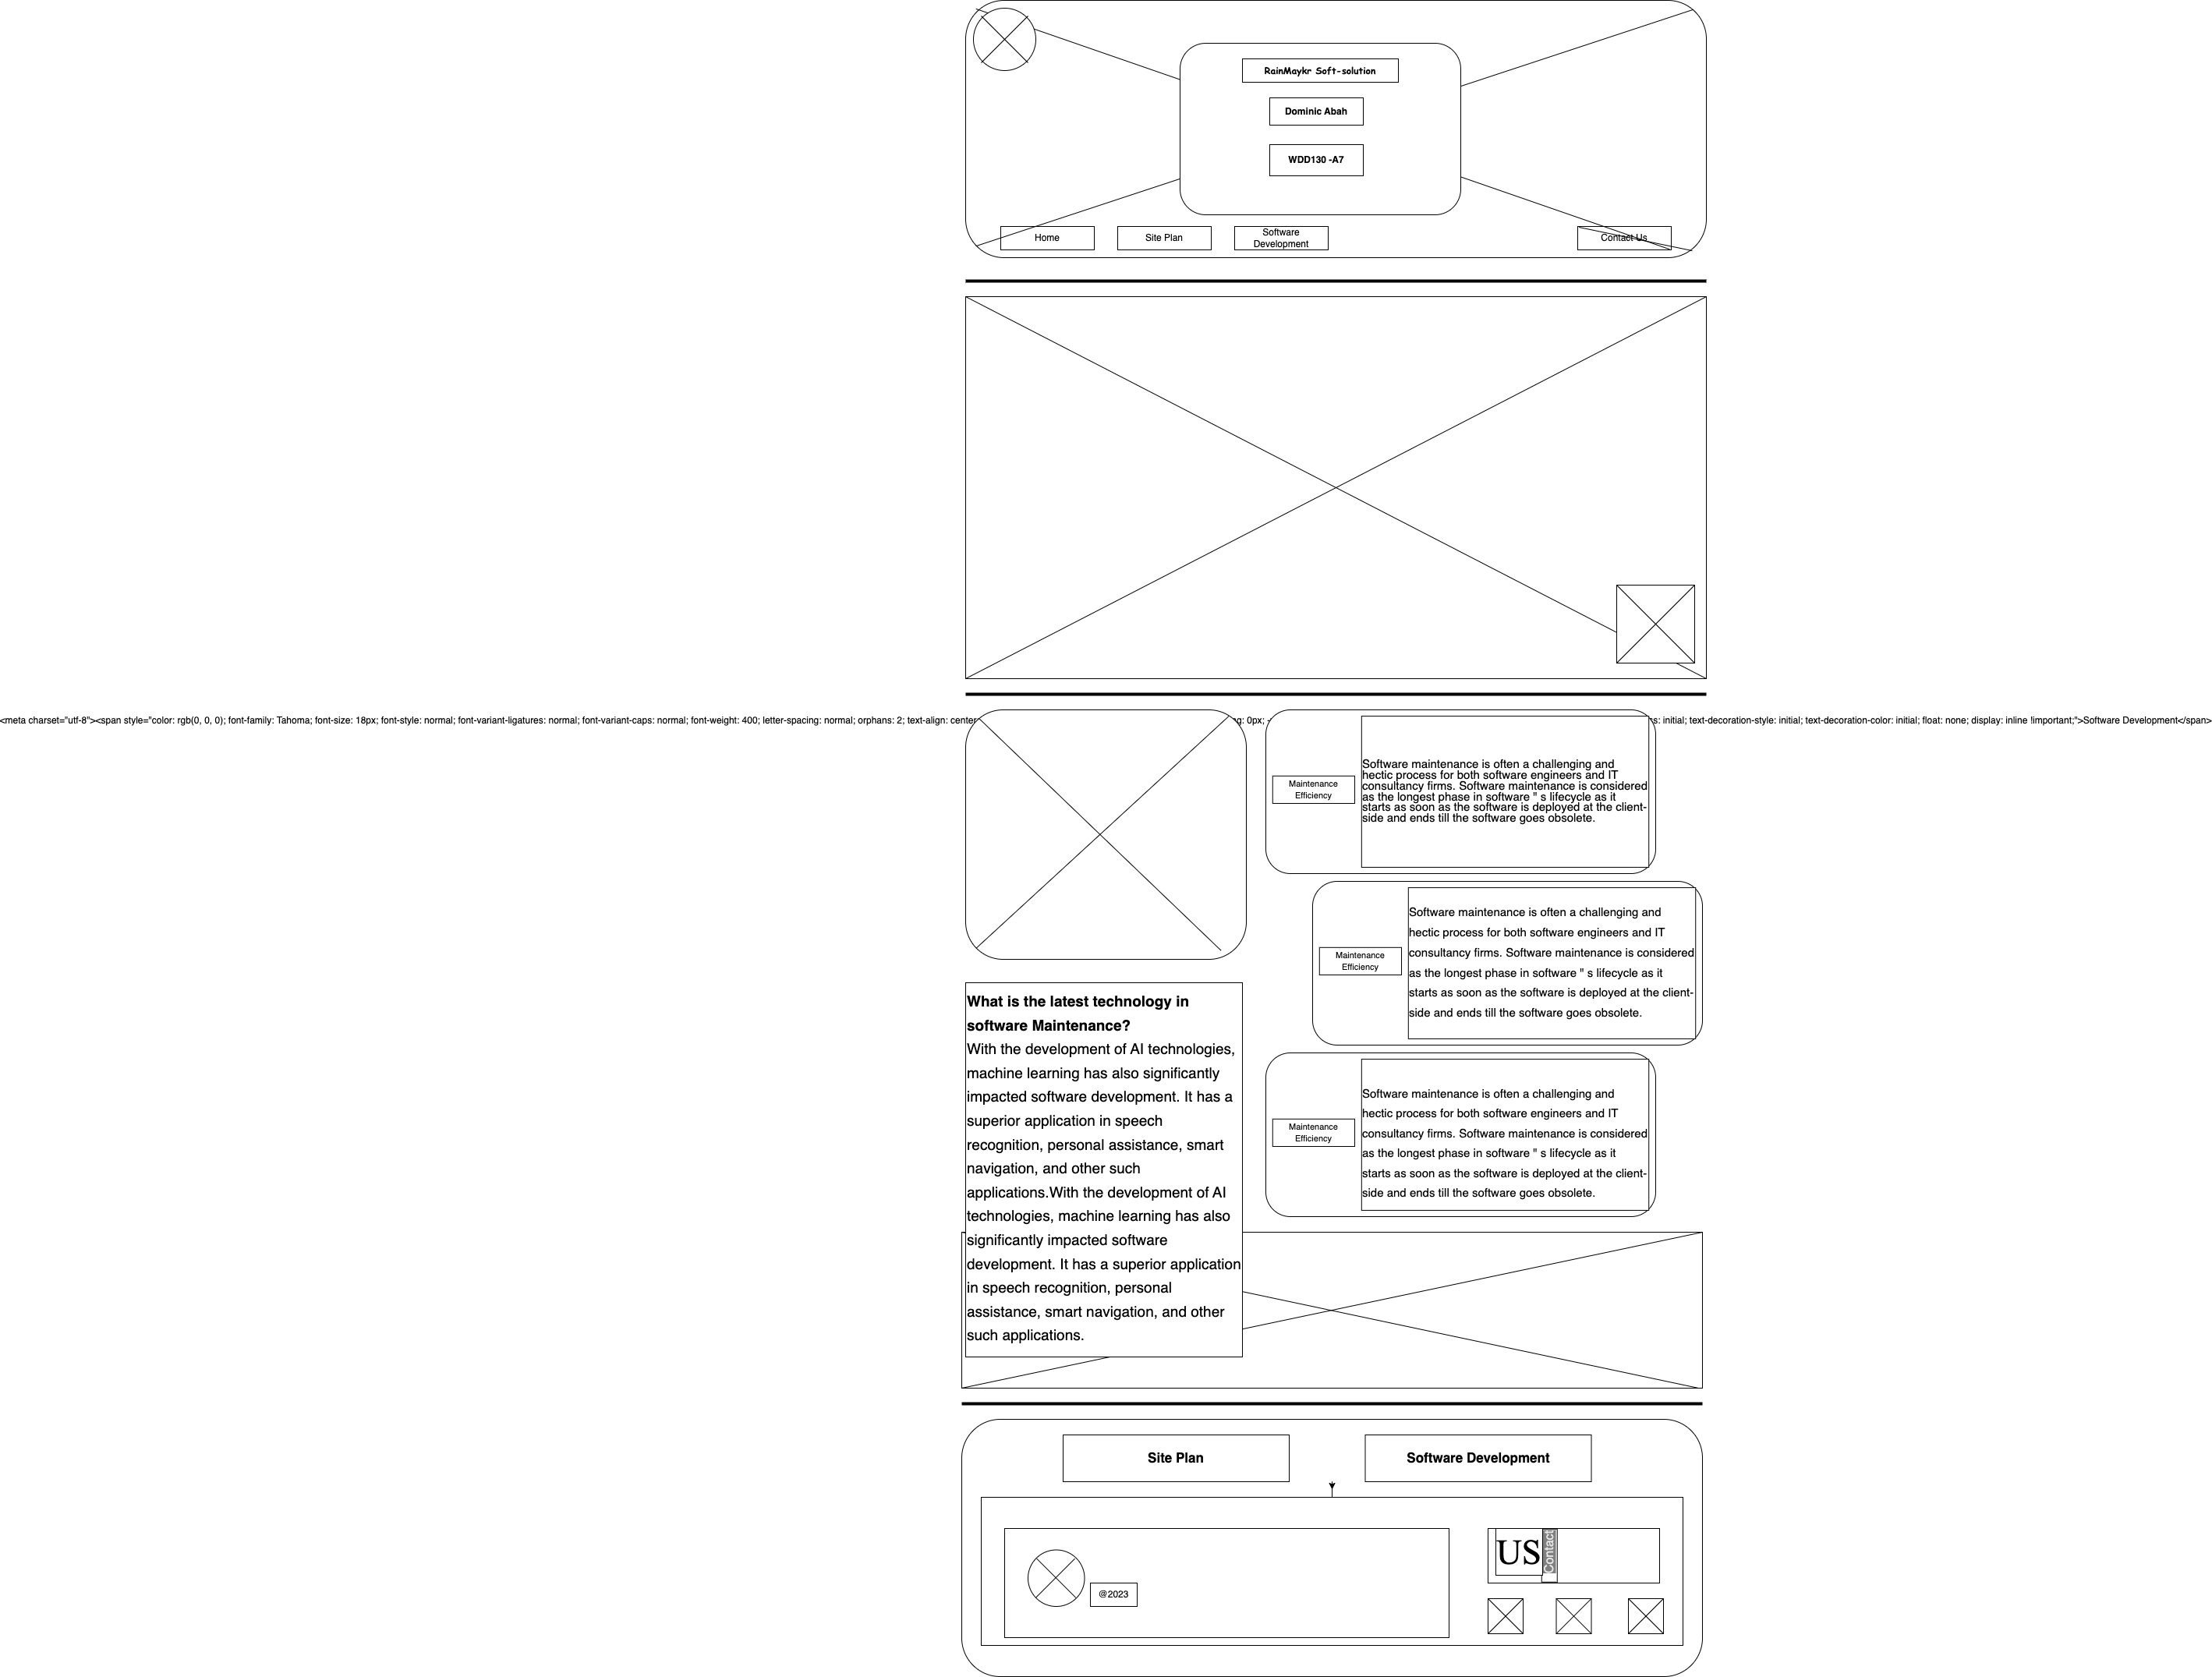 RainMaykr Soft-solution
Dominic Abah
WDD130 -A7
Home
Site Plan
Software
Development
Contact Us
<meta charset="utf-8"><span style="color: rgb(0, 0, 0); font-family: Tahoma; font-size: 18px; font-style: normal; font-variant-ligatures: normal; font-variant-caps: normal; font-weight: 400; letter-spacing: normal; orphans: 2; text-align: center
0px;
initial; text-decoration-style: initial; text-decoration-color: initial; float: none; display: inline !important;">Software Development</span>
Maintenance
Efficiency
Software maintenance is often a challenging and
hectic process for both software engineers and IT
consultancy firms. Software maintenance is considered
as the longest phase in software " s lifecycle as it
starts as soon as the software is deployed at the client-
side and ends till the software goes obsolete.
Maintenance
Efficiency
Software maintenance is often a challenging and
hectic process for both software engineers and IT
consultancy firms. Software maintenance is considered
as the longest phase in software " s lifecycle as it
starts as soon as the software is deployed at the client-
side and ends till the software goes obsolete.
What is the latest technology in
software Maintenance?
With the development of AI technologies,
machine learning has also significantly
impacted software development. It has a
superior application in speech
recognition, personal assistance, smart
navigation, and other such
applications.With the development of AI
technologies, machine learning has also
significantly impacted software
development. It has a superior application
in speech recognition, personal
assistance, smart navigation, and other
such applications.
Maintenance
Efficiency
Software maintenance is often a challenging and
hectic process for both software engineers and IT
consultancy firms. Software maintenance is considered
as the longest phase in software " s lifecycle as it
starts as soon as the software is deployed at the client-
side and ends till the software goes obsolete.
Site Plan
Software Development
@2023
US
Contact